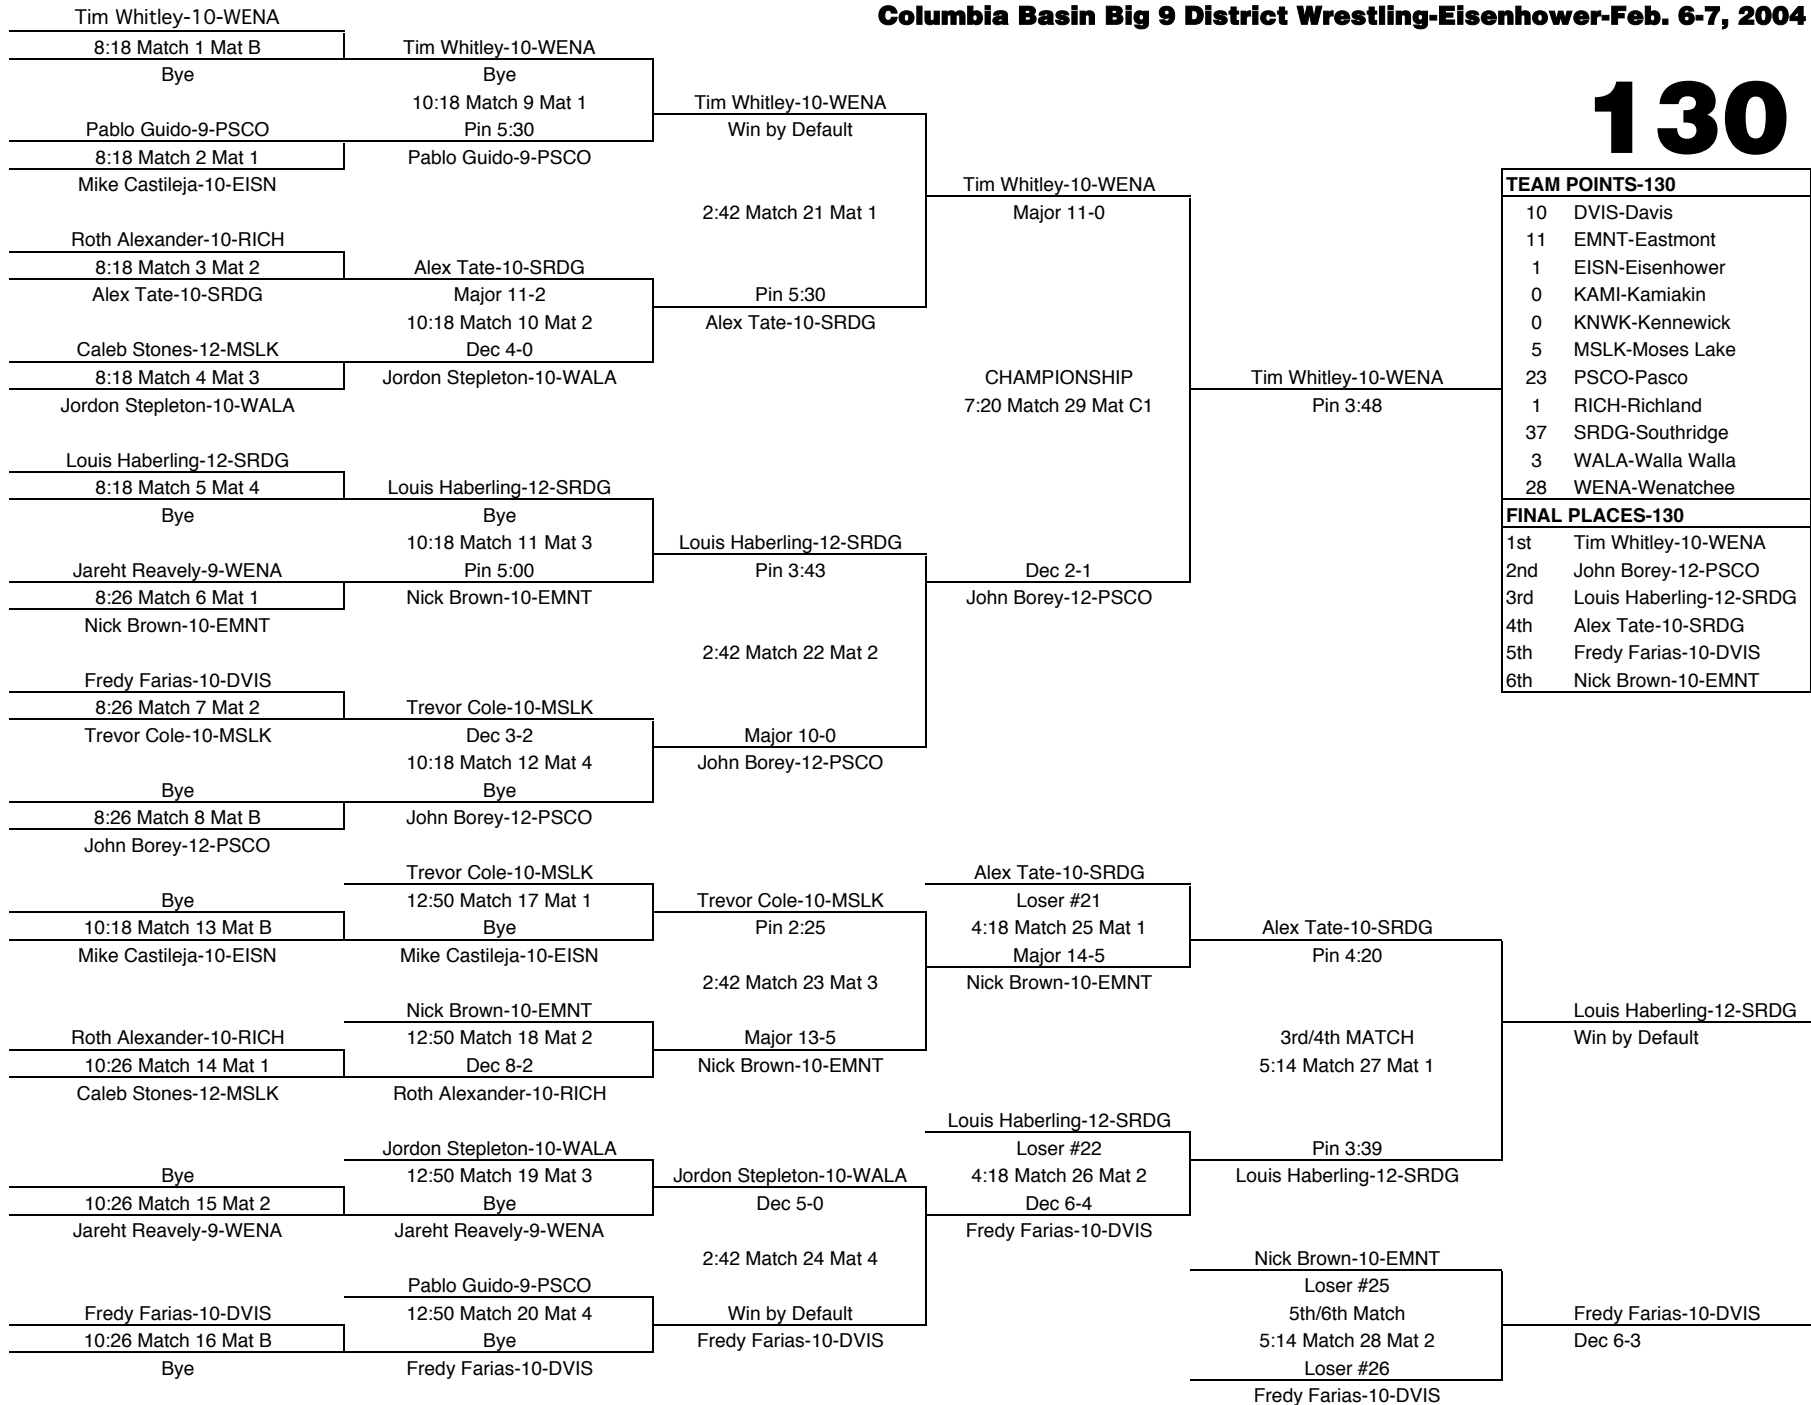 Columbia Basin Big 9 District Wrestling-Eisenhower-Feb. 6-7, 2004
130
Tim Whitley-10-WENA
8:18 Match 1 Mat B
Bye
Pablo Guido-9-PSCO
8:18 Match 2 Mat 1
Mike Castileja-10-EISN
Roth Alexander-10-RICH
8:18 Match 3 Mat 2
Alex Tate-10-SRDG
Caleb Stones-12-MSLK
8:18 Match 4 Mat 3
Jordon Stepleton-10-WALA
Louis Haberling-12-SRDG
8:18 Match 5 Mat 4
Bye
Jareht Reavely-9-WENA
8:26 Match 6 Mat 1
Nick Brown-10-EMNT
Fredy Farias-10-DVIS
8:26 Match 7 Mat 2
Trevor Cole-10-MSLK
Bye
8:26 Match 8 Mat B
John Borey-12-PSCO
Tim Whitley-10-WENA
Bye
10:18 Match 9 Mat 1
Pin 5:30
Pablo Guido-9-PSCO
Alex Tate-10-SRDG
Major 11-2
10:18 Match 10 Mat 2
Dec 4-0
Jordon Stepleton-10-WALA
Louis Haberling-12-SRDG
Bye
10:18 Match 11 Mat 3
Pin 5:00
Nick Brown-10-EMNT
Trevor Cole-10-MSLK
Dec 3-2
10:18 Match 12 Mat 4
Bye
John Borey-12-PSCO
Tim Whitley-10-WENA
Win by Default
2:42 Match 21 Mat 1
Pin 5:30
Alex Tate-10-SRDG
Louis Haberling-12-SRDG
Pin 3:43
2:42 Match 22 Mat 2
Major 10-0
John Borey-12-PSCO
Tim Whitley-10-WENA
Major 11-0
CHAMPIONSHIP
7:20 Match 29 Mat C1
Dec 2-1
John Borey-12-PSCO
Tim Whitley-10-WENA
Pin 3:48
TEAM POINTS-130
10 DVIS-Davis
11 EMNT-Eastmont
1 EISN-Eisenhower
0 KAMI-Kamiakin
0 KNWK-Kennewick
5 MSLK-Moses Lake
23 PSCO-Pasco
1 RICH-Richland
37 SRDG-Southridge
3 WALA-Walla Walla
28 WENA-Wenatchee
FINAL PLACES-130
1st Tim Whitley-10-WENA
2nd John Borey-12-PSCO
3rd Louis Haberling-12-SRDG
4th Alex Tate-10-SRDG
5th Fredy Farias-10-DVIS
6th Nick Brown-10-EMNT
Bye
10:18 Match 13 Mat B
Mike Castileja-10-EISN
Roth Alexander-10-RICH
10:26 Match 14 Mat 1
Caleb Stones-12-MSLK
Bye
10:26 Match 15 Mat 2
Jareht Reavely-9-WENA
Fredy Farias-10-DVIS
10:26 Match 16 Mat B
Bye
Trevor Cole-10-MSLK
12:50 Match 17 Mat 1
Bye
Mike Castileja-10-EISN
Nick Brown-10-EMNT
12:50 Match 18 Mat 2
Dec 8-2
Roth Alexander-10-RICH
Jordon Stepleton-10-WALA
12:50 Match 19 Mat 3
Bye
Jareht Reavely-9-WENA
Pablo Guido-9-PSCO
12:50 Match 20 Mat 4
Bye
Fredy Farias-10-DVIS
Trevor Cole-10-MSLK
Pin 2:25
2:42 Match 23 Mat 3
Major 13-5
Nick Brown-10-EMNT
Jordon Stepleton-10-WALA
Dec 5-0
2:42 Match 24 Mat 4
Win by Default
Fredy Farias-10-DVIS
Alex Tate-10-SRDG
Loser #21
4:18 Match 25 Mat 1
Major 14-5
Nick Brown-10-EMNT
Louis Haberling-12-SRDG
Loser #22
4:18 Match 26 Mat 2
Dec 6-4
Fredy Farias-10-DVIS
Alex Tate-10-SRDG
Pin 4:20
3rd/4th MATCH
5:14 Match 27 Mat 1
Pin 3:39
Louis Haberling-12-SRDG
Nick Brown-10-EMNT
Loser #25
5th/6th Match
5:14 Match 28 Mat 2
Loser #26
Fredy Farias-10-DVIS
Louis Haberling-12-SRDG
Win by Default
Fredy Farias-10-DVIS
Dec 6-3